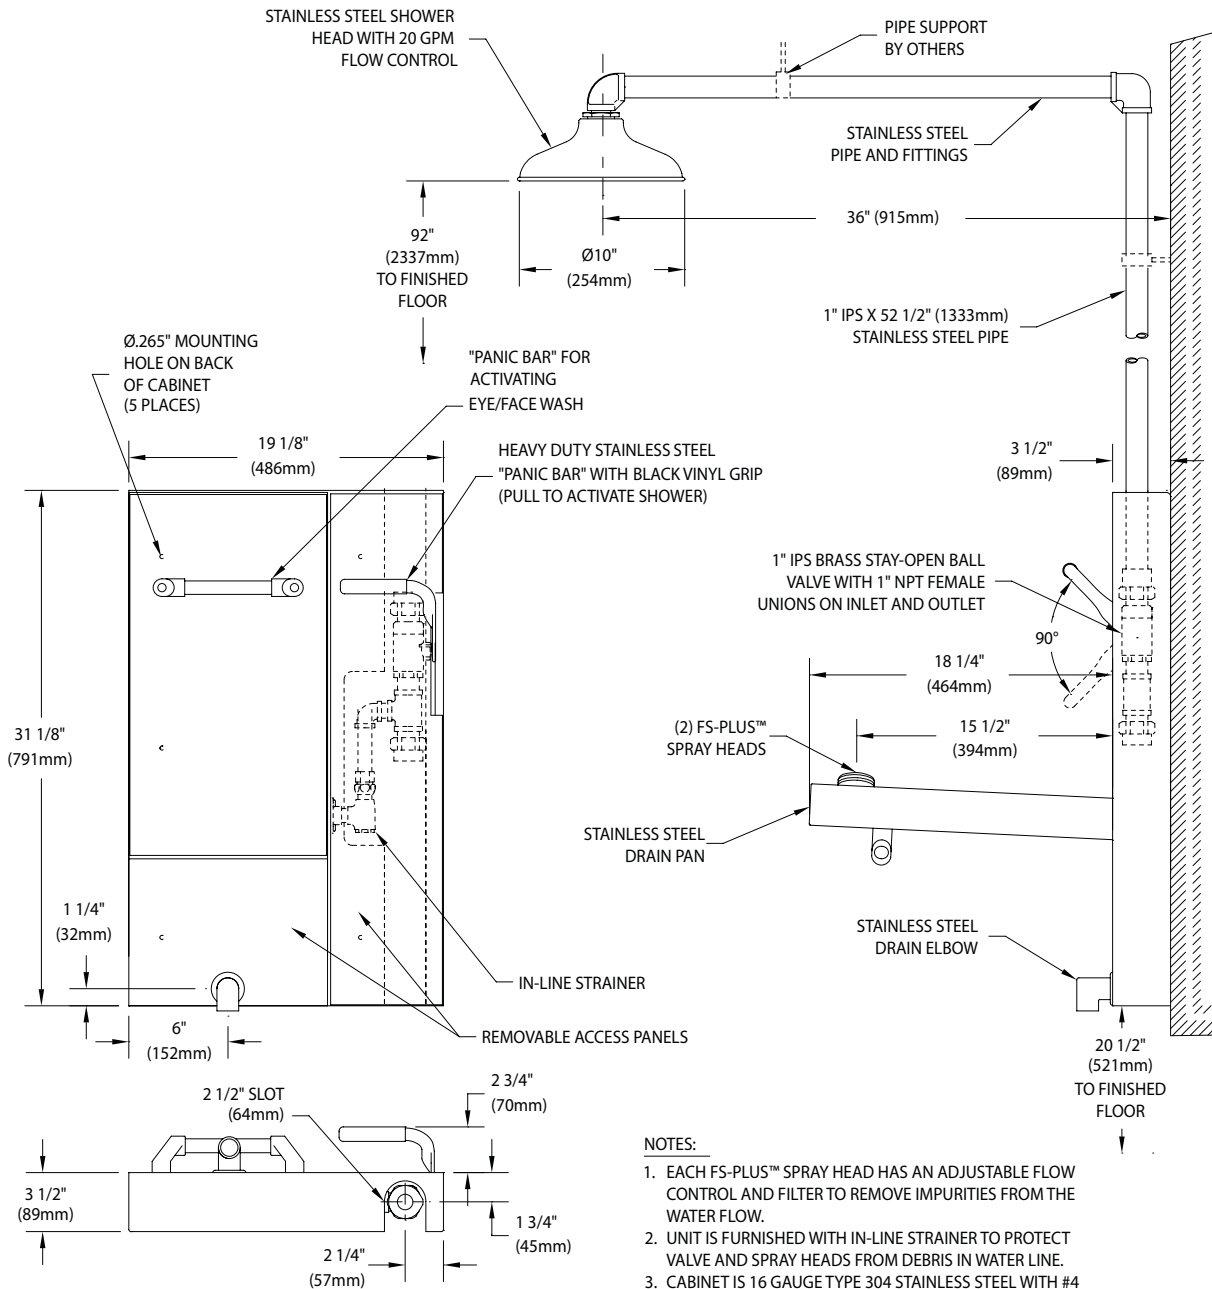 STAINLESS STEEL SHOWER
HEAD WITH 20 GPM
FLOW CONTROL
PIPE SUPPORT
BY OTHERS
STAINLESS STEEL
PIPE AND FITTINGS
36" (915mm)
92"
(2337mm)
TO FINISHED
FLOOR
Ø10"
(254mm)
1" IPS X 52 1/2" (1333mm)
STAINLESS STEEL PIPE
Ø.265" MOUNTING
HOLE ON BACK
OF CABINET
(5 PLACES)
"PANIC BAR" FOR
ACTIVATING
EYE/FACE WASH
19 1/8"
(486mm)
HEAVY DUTY STAINLESS STEEL
"PANIC BAR" WITH BLACK VINYL GRIP
(PULL TO ACTIVATE SHOWER)
3 1/2"
(89mm)
1" IPS BRASS STAY-OPEN BALL
VALVE WITH 1" NPT FEMALE
UNIONS ON INLET AND OUTLET
90°
18 1/4"
(464mm)
31 1/8"
(791mm)
(2) FS-PLUS™
SPRAY HEADS
15 1/2"
(394mm)
STAINLESS STEEL
DRAIN PAN
1 1/4"
(32mm)
STAINLESS STEEL
DRAIN ELBOW
IN-LINE STRAINER
6"
(152mm)
REMOVABLE ACCESS PANELS
20 1/2"
(521mm)
TO FINISHED
FLOOR
2 1/2" SLOT
(64mm)
2 3/4"
(70mm)
3 1/2"
(89mm)
1 3/4"
(45mm)
2 1/4"
(57mm)
NOTES:
1. EACH FS-PLUS™ SPRAY HEAD HAS AN ADJUSTABLE FLOW
CONTROL AND FILTER TO REMOVE IMPURITIES FROM THE
WATER FLOW.
2. UNIT IS FURNISHED WITH IN-LINE STRAINER TO PROTECT
VALVE AND SPRAY HEADS FROM DEBRIS IN WATER LINE.
3. CABINET IS 16 GAUGE TYPE 304 STAINLESS STEEL WITH #4